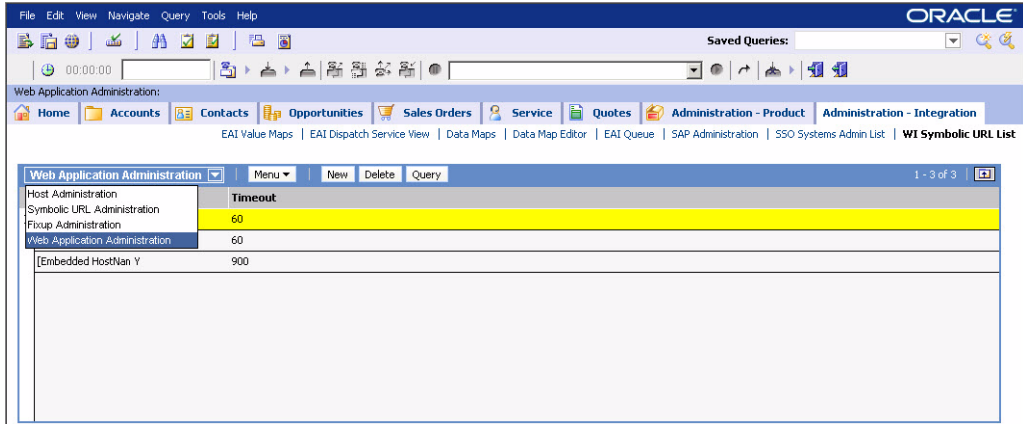 File Edit View Navigate Query Tools Help ORACLE
Saved Queries:
00:00:00
Web Application Administration:
Home Accounts Contacts Opportunities Sales Orders Service Quotes Administration - Product Administration - Integration
EAI Value Maps | EAI Dispatch Service View | Data Maps | Data Map Editor | EAI Queue | SAP Administration | SSO Systems Admin List | WI Symbolic URL List
Web Application Administration Menu New Delete Query 1 - 3 of 3
Host Administration Timeout
Symbolic URL Administration
Fixup Administration 60
Web Application Administration 60
[Embedded HostNan Y 900